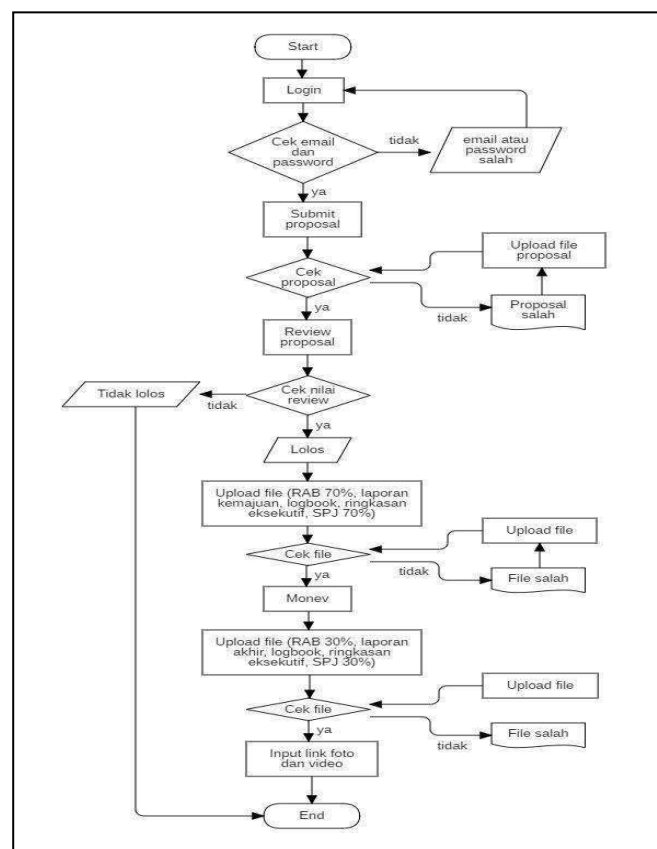 Start
Login
Cek email
dan
password
tidak
email atau
password
salah
ya
Submit
proposal
Cek
proposal
Upload file
proposal
tidak
Proposal
salah
ya
Review
proposal
Cek nilai
review
tidak
Tidak lolos
ya
Lolos
Upload file (RAB 70%, laporan
kemajuan, logbook, ringkasan
eksekutif, SPJ 70%)
Cek file
Upload file
tidak
File salah
ya
Monev
Upload file (RAB 30%, laporan
akhir, logbook, ringkasan
eksekutif, SPJ 30%)
Cek file
Upload file
tidak
File salah
ya
Input link foto
dan video
End